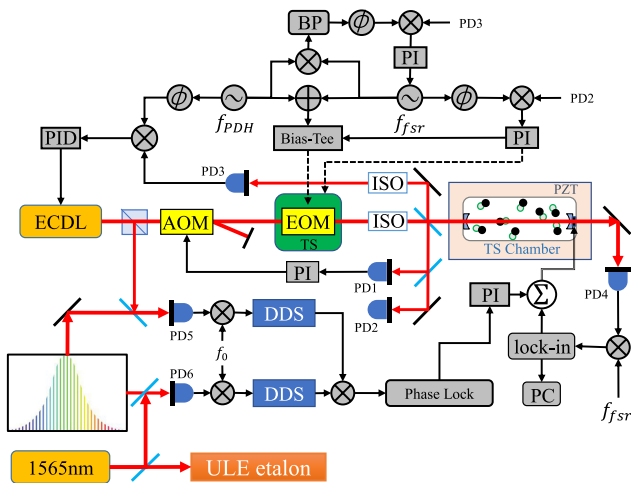 BP
ϕ
PD3
PI
ϕ
f_PDH
f_fsr
ϕ
PD2
PID
Bias-Tee
PI
PD3
ISO
PZT
ECDL
AOM
EOM
TS
ISO
TS Chamber
PI
PD1
PD2
PD4
PD5
DDS
PI
Σ
f_0
lock-in
PD6
DDS
Phase Lock
PC
f_fsr
1565nm
ULE etalon